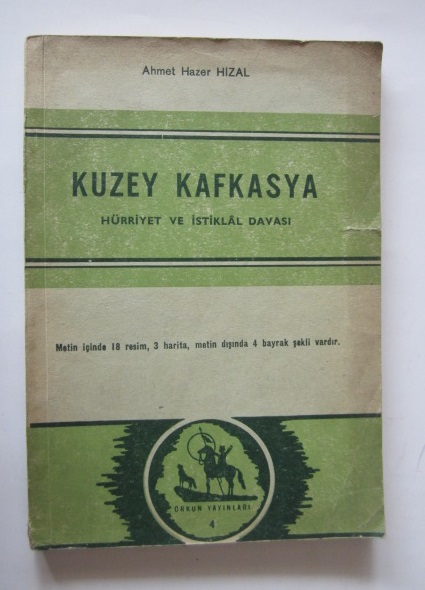 Ahmet Hazer HIZAL
KUZEY KAFKASYA
HÜRRİYET VE İSTİKLÂL DAVASI
Metin içinde 18 resim, 3 harita, metin dışında 4 bayrak şekli vardır.
ORKUN YAYINLAĞI
4